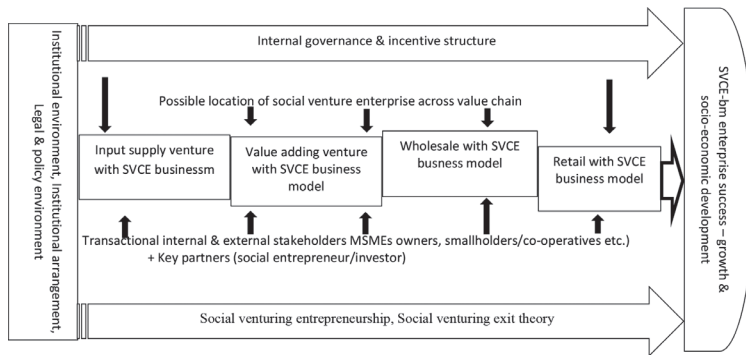 Institutional environment, Institutional arrangement,
Legal & policy environment
Internal governance & incentive structure
Possible location of social venture enterprise across value chain
Input supply venture
with SVCE businessm
Value adding venture
with SVCE business
model
Wholesale with SVCE
busness model
Retail with SVCE
business model
Transactional internal & external stakeholders MSMEs owners, smallholders/co-operatives etc.)
+ Key partners (social entrepreneur/investor)
Social venturing entrepreneurship, Social venturing exit theory
SVCE-bm enterprise success – growth &
socio-economic development